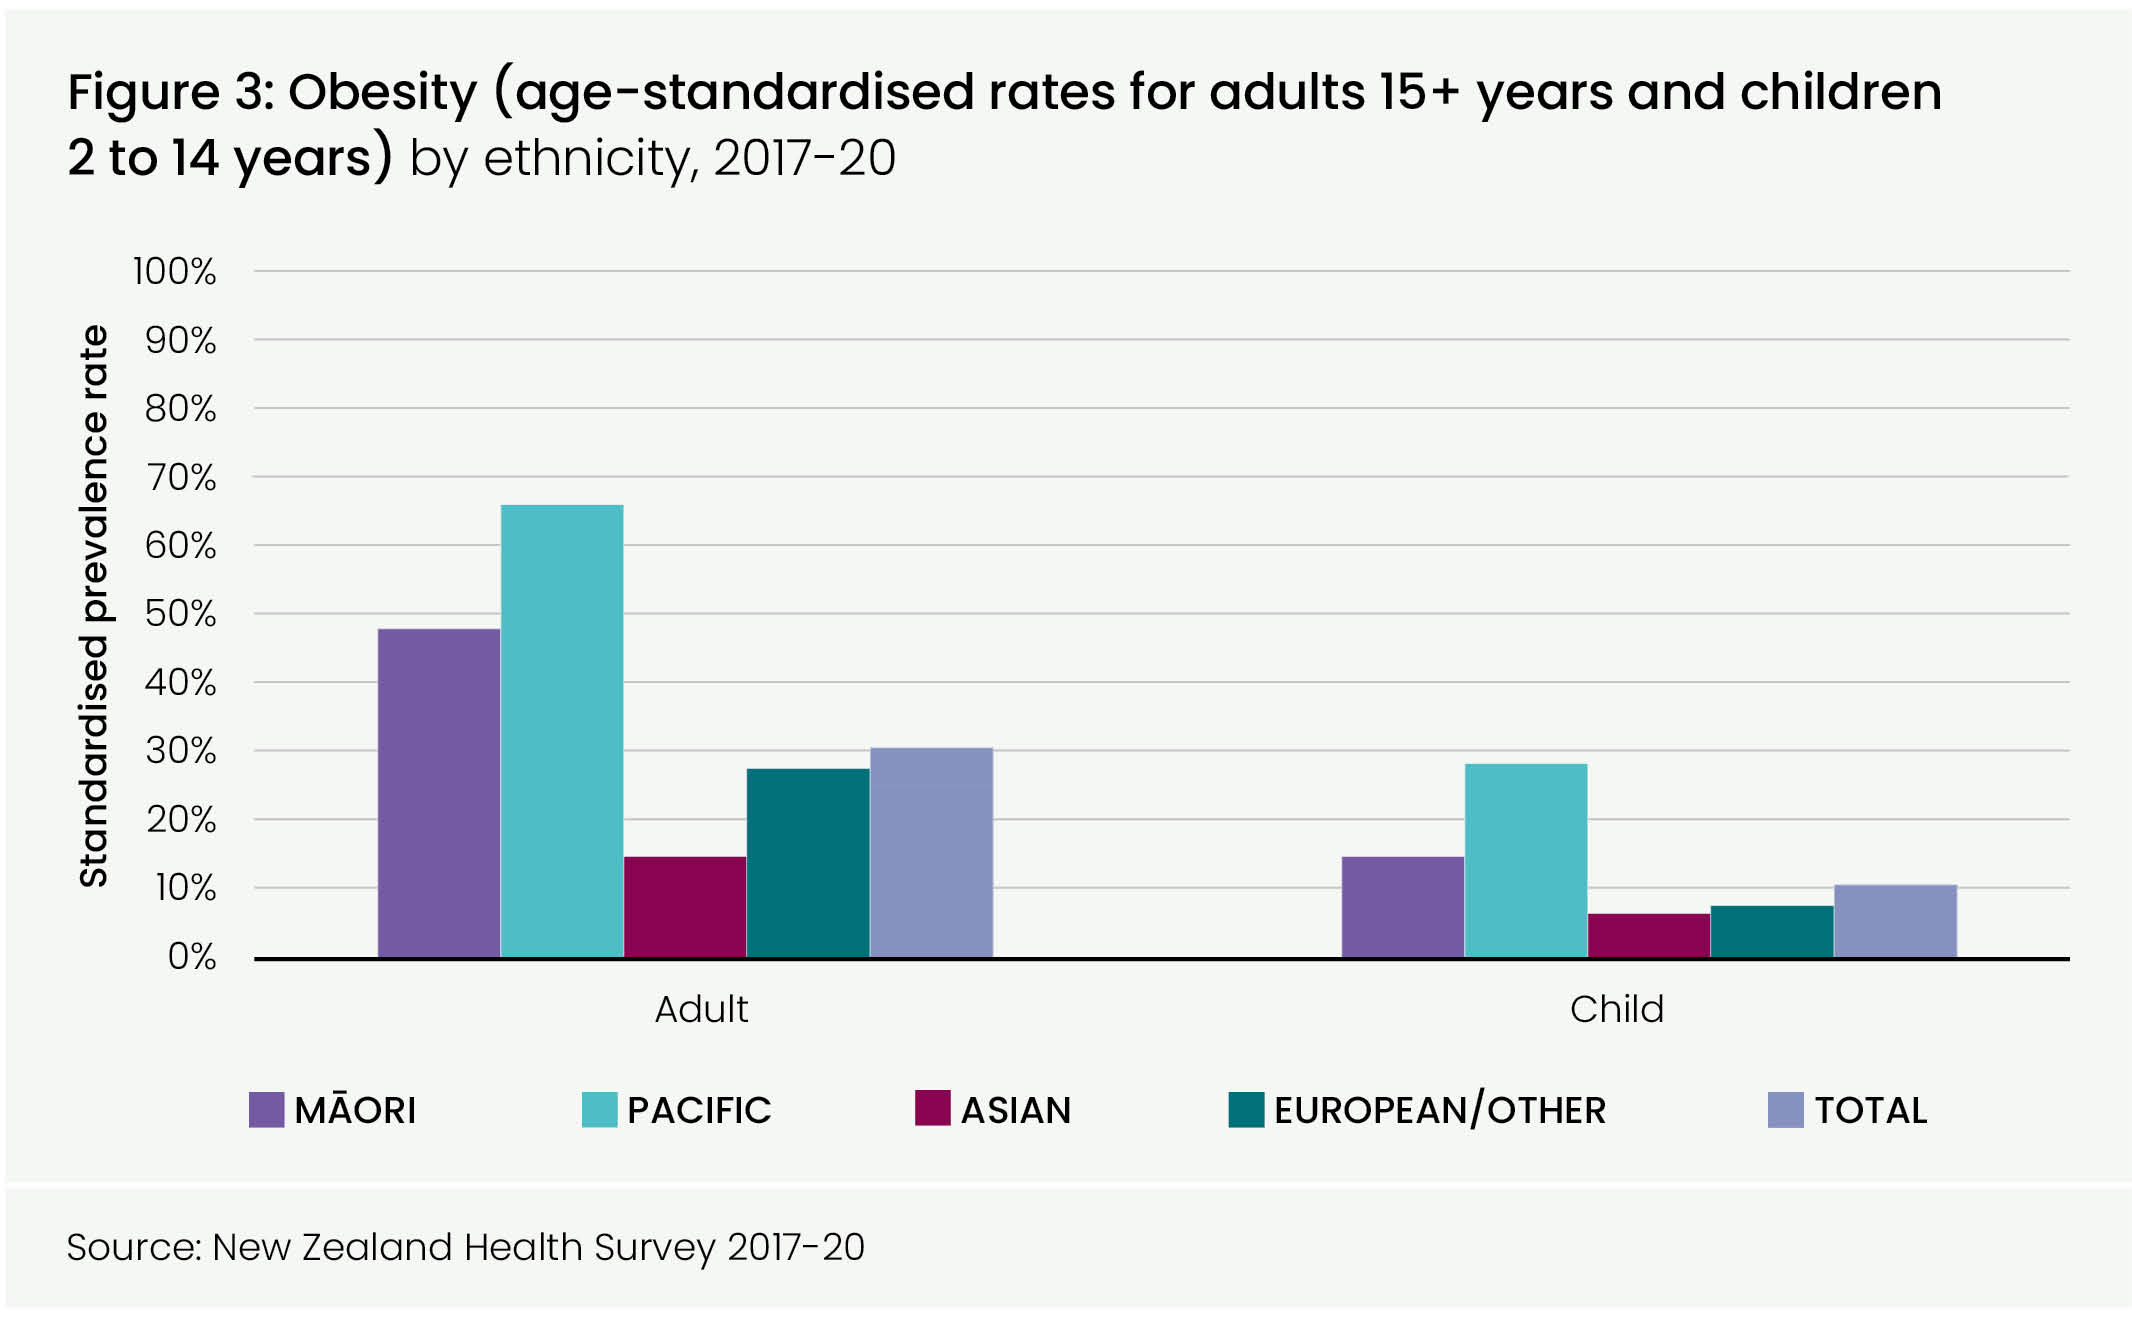 Figure 3: Obesity (age-standardised rates for adults 15+ years and children
2 to 14 years) by ethnicity, 2017-20
Standardised prevalence rate
100%
90%
80%
70%
60%
50%
40%
30%
20%
10%
0%
Adult
Child
MĀORI
PACIFIC
ASIAN
EUROPEAN/OTHER
TOTAL
Source: New Zealand Health Survey 2017-20